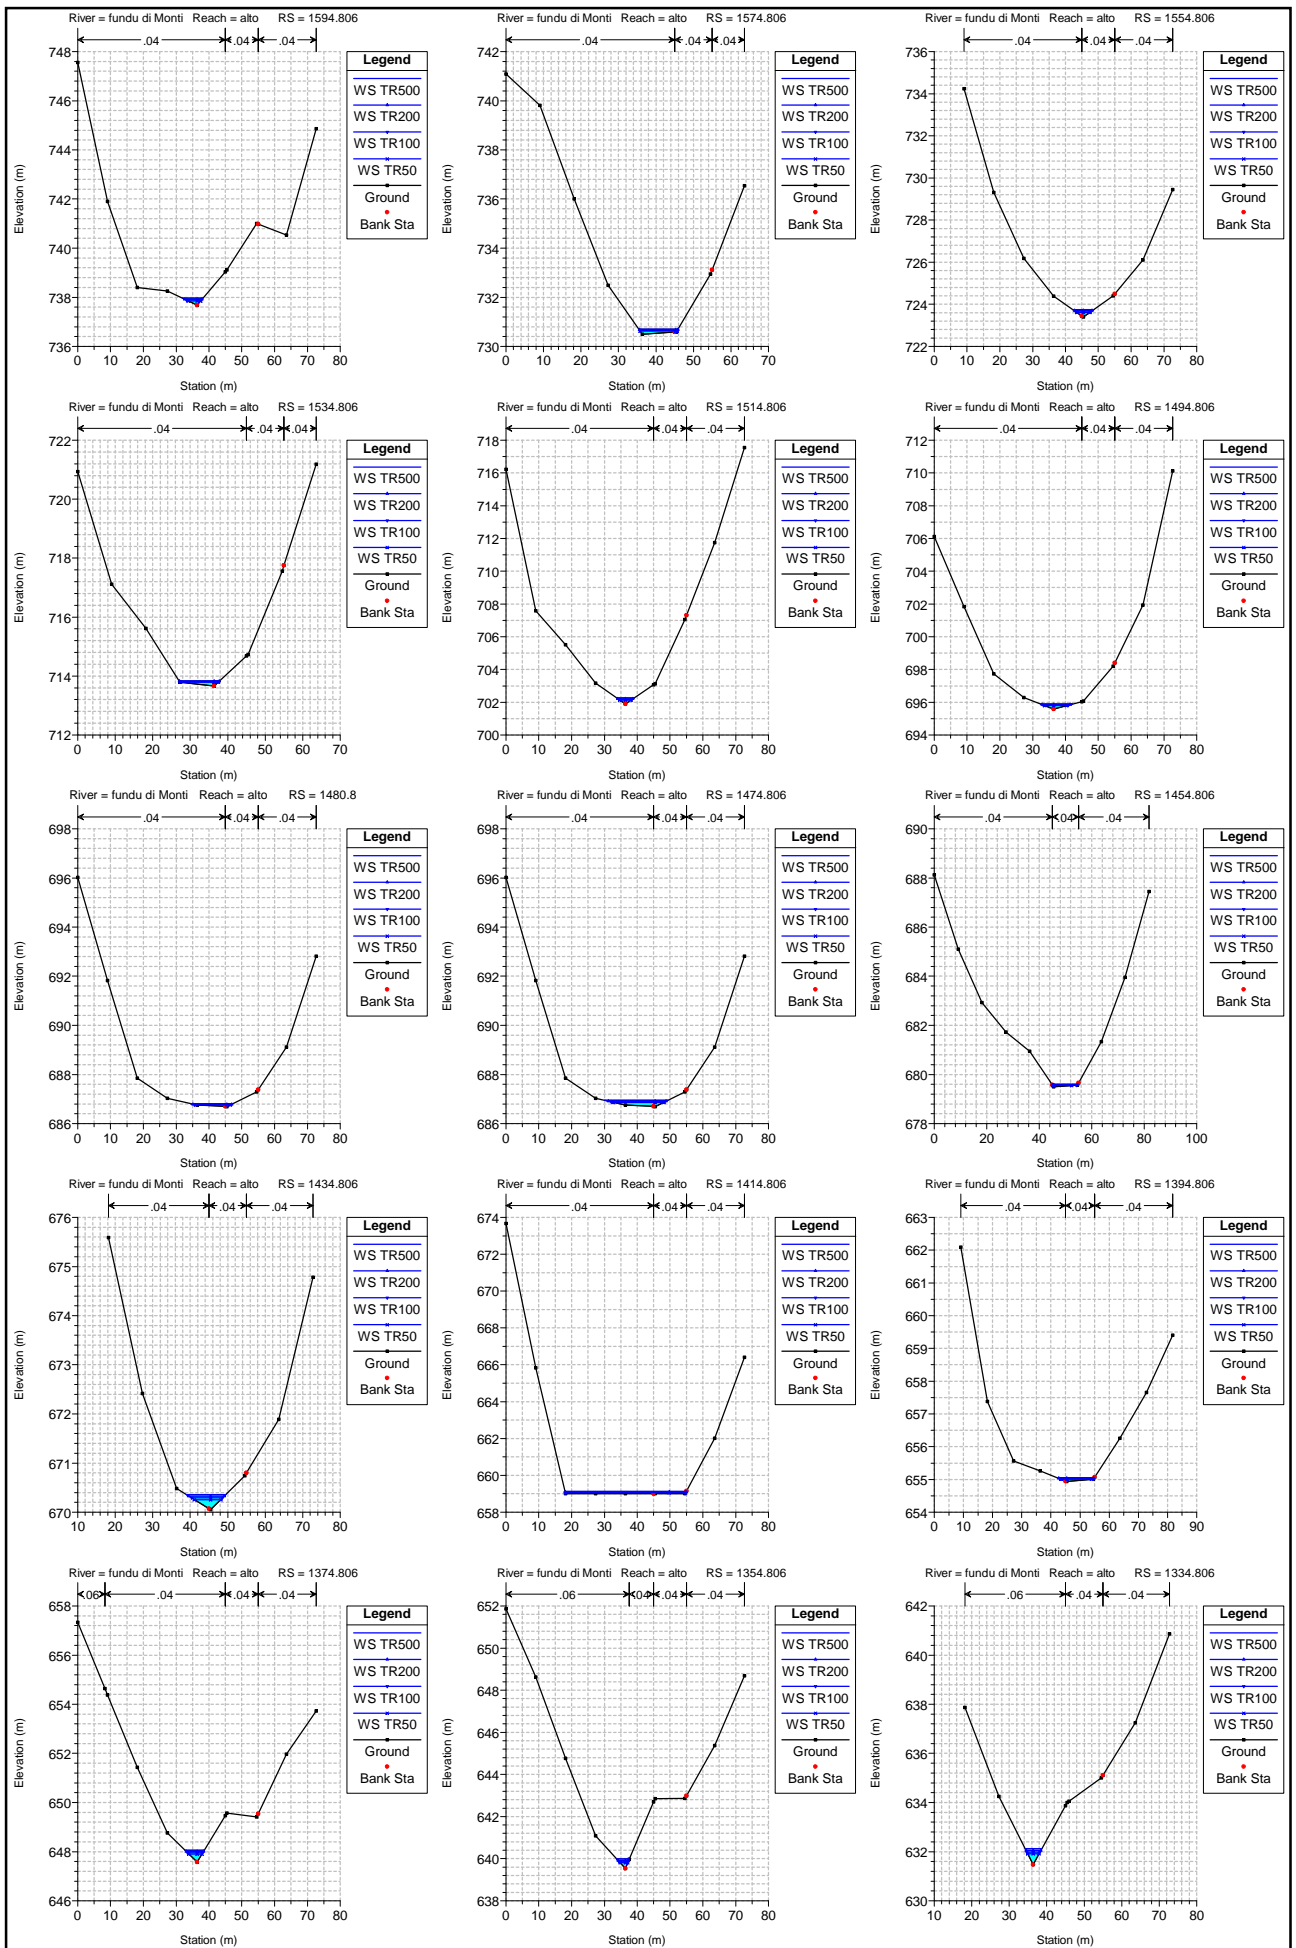 River = fundu di Monti Reach = alto RS = 1594.806
.04 .04 .04
Legend
WS TR500
WS TR200
WS TR100
WS TR50
Ground
Bank Sta
Elevation (m)
748
746
744
742
740
738
736
0 10 20 30 40 50 60 70 80
Station (m)
River = fundu di Monti Reach = alto RS = 1574.806
.04 .04 .04
Legend
WS TR500
WS TR200
WS TR100
WS TR50
Ground
Bank Sta
Elevation (m)
742
740
738
736
734
732
730
0 10 20 30 40 50 60 70
Station (m)
River = fundu di Monti Reach = alto RS = 1554.806
.04 .04 .04
Legend
WS TR500
WS TR200
WS TR100
WS TR50
Ground
Bank Sta
Elevation (m)
736
734
732
730
728
726
724
722
0 10 20 30 40 50 60 70 80
Station (m)
River = fundu di Monti Reach = alto RS = 1534.806
.04 .04 .04
Legend
WS TR500
WS TR200
WS TR100
WS TR50
Ground
Bank Sta
Elevation (m)
722
720
718
716
714
712
0 10 20 30 40 50 60 70
Station (m)
River = fundu di Monti Reach = alto RS = 1514.806
.04 .04 .04
Legend
WS TR500
WS TR200
WS TR100
WS TR50
Ground
Bank Sta
Elevation (m)
718
716
714
712
710
708
706
704
702
700
0 10 20 30 40 50 60 70 80
Station (m)
River = fundu di Monti Reach = alto RS = 1494.806
.04 .04 .04
Legend
WS TR500
WS TR200
WS TR100
WS TR50
Ground
Bank Sta
Elevation (m)
712
710
708
706
704
702
700
698
696
694
0 10 20 30 40 50 60 70 80
Station (m)
River = fundu di Monti Reach = alto RS = 1480.8
.04 .04 .04
Legend
WS TR500
WS TR200
WS TR100
WS TR50
Ground
Bank Sta
Elevation (m)
698
696
694
692
690
688
686
0 10 20 30 40 50 60 70 80
Station (m)
River = fundu di Monti Reach = alto RS = 1474.806
.04 .04 .04
Legend
WS TR500
WS TR200
WS TR100
WS TR50
Ground
Bank Sta
Elevation (m)
698
696
694
692
690
688
686
0 10 20 30 40 50 60 70 80
Station (m)
River = fundu di Monti Reach = alto RS = 1454.806
.04 .04 .04
Legend
WS TR500
WS TR200
WS TR100
WS TR50
Ground
Bank Sta
Elevation (m)
690
688
686
684
682
680
678
0 20 40 60 80 100
Station (m)
River = fundu di Monti Reach = alto RS = 1434.806
.04 .04 .04
Legend
WS TR500
WS TR200
WS TR100
WS TR50
Ground
Bank Sta
Elevation (m)
676
675
674
673
672
671
670
10 20 30 40 50 60 70 80
Station (m)
River = fundu di Monti Reach = alto RS = 1414.806
.04 .04 .04
Legend
WS TR500
WS TR200
WS TR100
WS TR50
Ground
Bank Sta
Elevation (m)
674
672
670
668
666
664
662
660
658
0 10 20 30 40 50 60 70 80
Station (m)
River = fundu di Monti Reach = alto RS = 1394.806
.04 .04 .04
Legend
WS TR500
WS TR200
WS TR100
WS TR50
Ground
Bank Sta
Elevation (m)
663
662
661
660
659
658
657
656
655
654
0 10 20 30 40 50 60 70 80 90
Station (m)
River = fundu di Monti Reach = alto RS = 1374.806
.06 .04 .04 .04
Legend
WS TR500
WS TR200
WS TR100
WS TR50
Ground
Bank Sta
Elevation (m)
658
656
654
652
650
648
646
0 10 20 30 40 50 60 70 80
Station (m)
River = fundu di Monti Reach = alto RS = 1354.806
.06 .04 .04 .04
Legend
WS TR500
WS TR200
WS TR100
WS TR50
Ground
Bank Sta
Elevation (m)
652
650
648
646
644
642
640
638
0 10 20 30 40 50 60 70 80
Station (m)
River = fundu di Monti Reach = alto RS = 1334.806
.06 .04 .04
Legend
WS TR500
WS TR200
WS TR100
WS TR50
Ground
Bank Sta
Elevation (m)
642
640
638
636
634
632
630
10 20 30 40 50 60 70 80
Station (m)